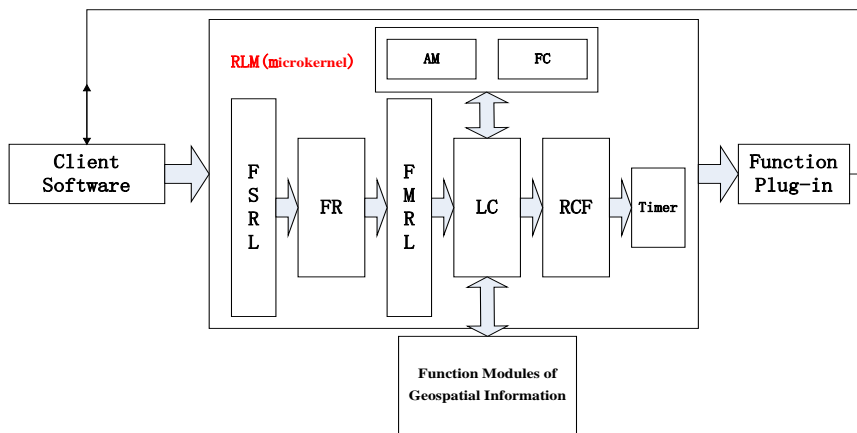 RLM(microkernel)
AM
FC
Client
Software
F
S
R
L
FR
F
M
R
L
LC
RCF
Timer
Function
Plug-in
Function Modules of
Geospatial Information